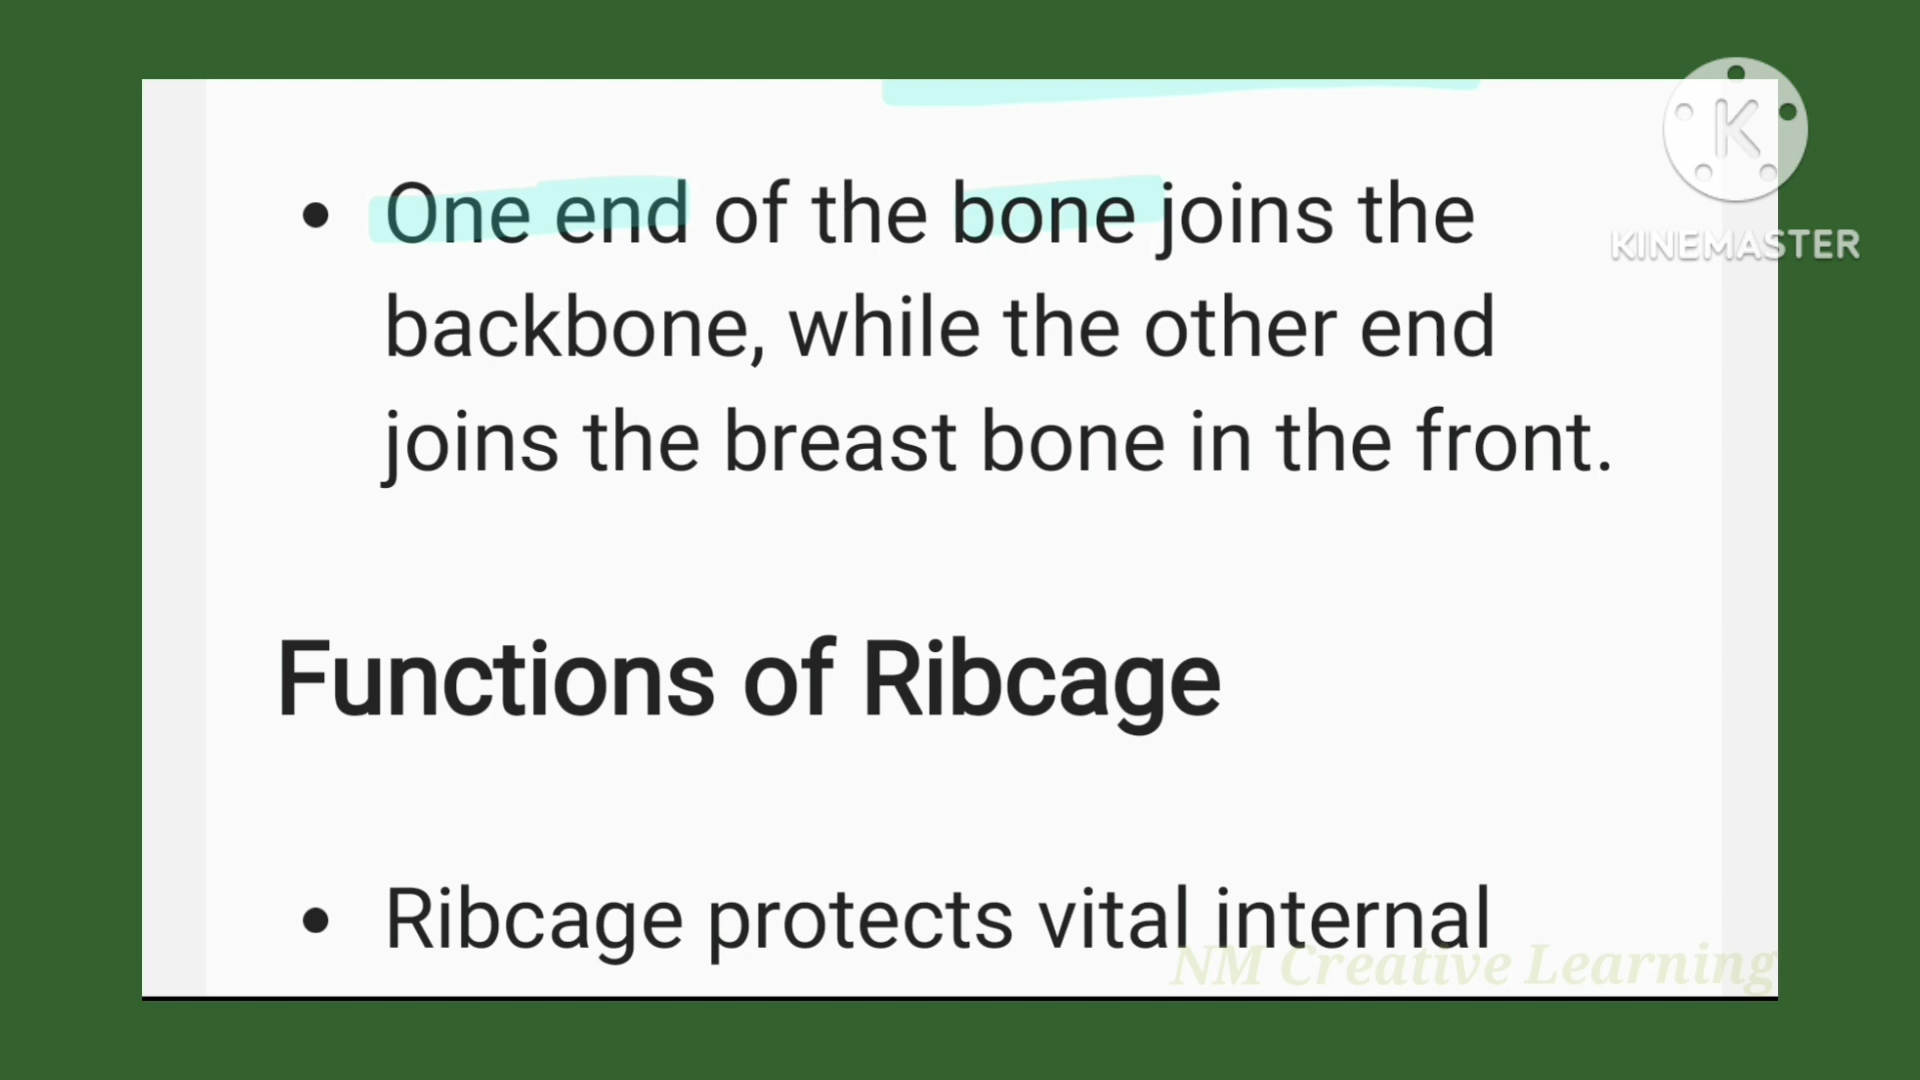 • One end of the bone joins the
backbone, while the other end
joins the breast bone in the front.
Functions of Ribcage
• Ribcage protects vital internal
K
KINEMASTER
NM Creative Learning